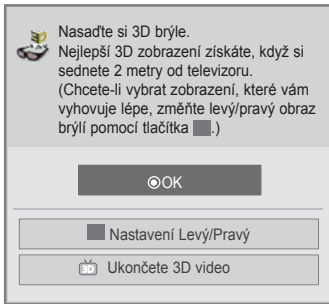 Nasaďte si 3D brýle.
Nejlepší 3D zobrazení získáte, když si
sednete 2 metry od televizoru.
(Chcete-li vybrat zobrazení, které vám
vyhovuje lépe, změňte levý/pravý obraz
brýlí pomocí tlačítka .)
OK
Nastavení Levý/Pravý
3D Ukončete 3D video